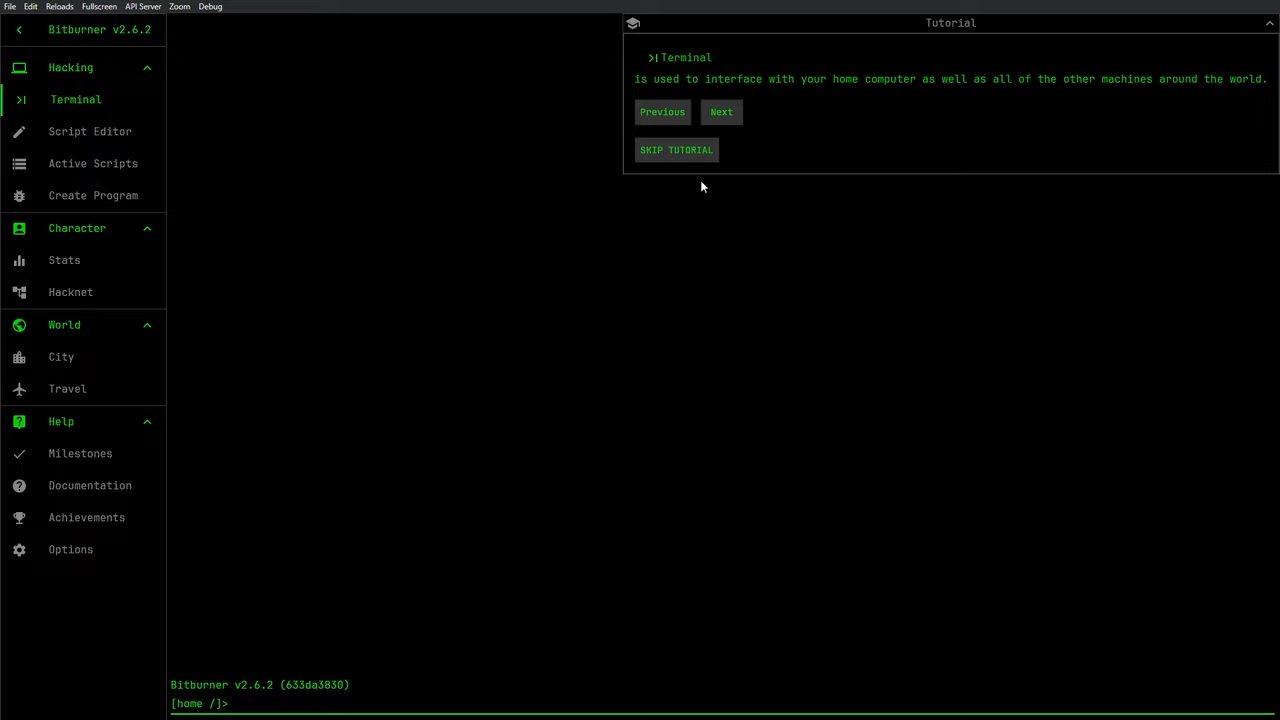 File Edit Reloads Fullscreen API Server Zoom Debug
Bitburner v2.6.2
Hacking
Terminal
Script Editor
Active Scripts
Create Program
Character
Stats
Hacknet
World
City
Travel
Help
Milestones
Documentation
Achievements
Options
Tutorial
Terminal
is used to interface with your home computer as well as all of the other machines around the world.
Previous Next
SKIP TUTORIAL
Bitburner v2.6.2 (633da3830)
[home /]>